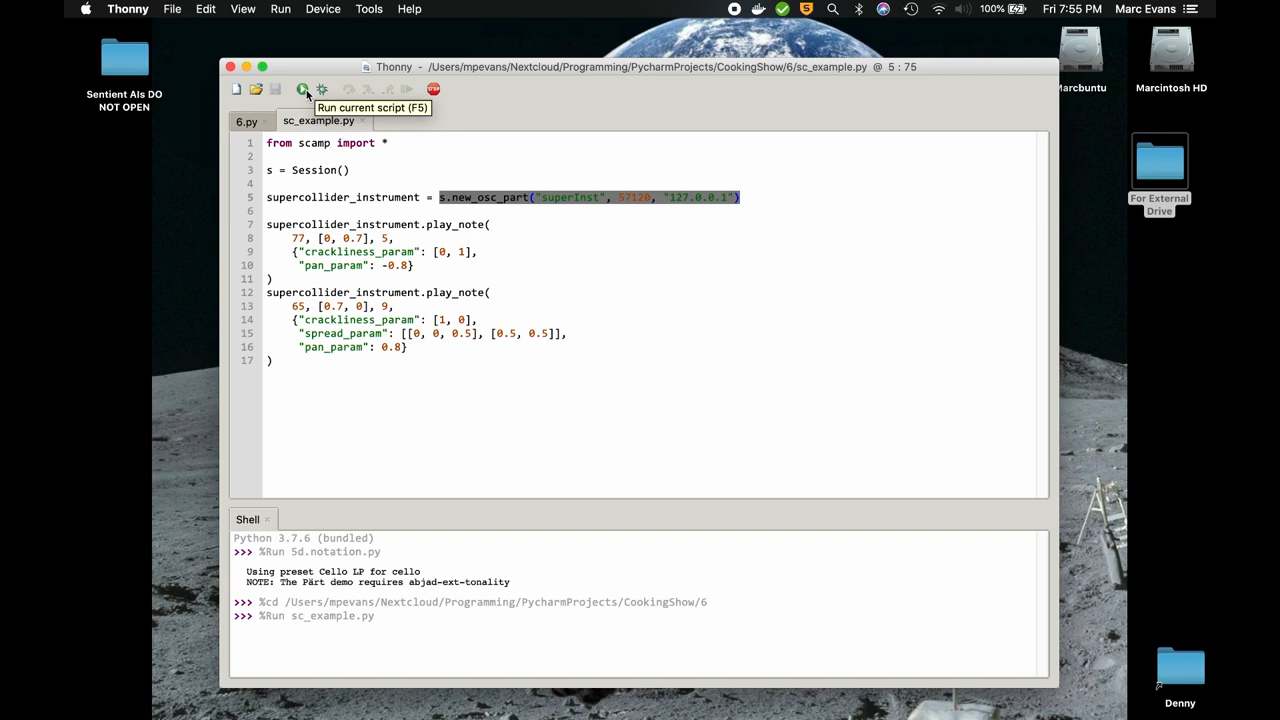 Thonny File Edit View Run Device Tools Help
100% Fri 7:55 PM Marc Evans
Sentient AIs DO
NOT OPEN
Marcbuntu
Marcintosh HD
For External
Drive
Denny
Thonny - /Users/mpevans/Nextcloud/Programming/PycharmProjects/CookingShow/6/sc_example.py @ 5 : 75
STOP
Run current script (F5)
6.py
sc_example.py
1 from scamp import *
2
3 s = Session()
4
5 supercollider_instrument = s.new_osc_part("superInst", 57120, "127.0.0.1")
6
7 supercollider_instrument.play_note(
8 77, [0, 0.7], 5,
9 {"crackliness_param": [0, 1],
10 "pan_param": -0.8}
11 )
12 supercollider_instrument.play_note(
13 65, [0.7, 0], 9,
14 {"crackliness_param": [1, 0],
15 "spread_param": [[0, 0, 0.5], [0.5, 0.5]],
16 "pan_param": 0.8}
17 )
Shell
Python 3.7.6 (bundled)
>>> %Run 5d.notation.py
Using preset Cello LP for cello
NOTE: The Pärt demo requires abjad-ext-tonality
>>> %cd /Users/mpevans/Nextcloud/Programming/PycharmProjects/CookingShow/6
>>> %Run sc_example.py